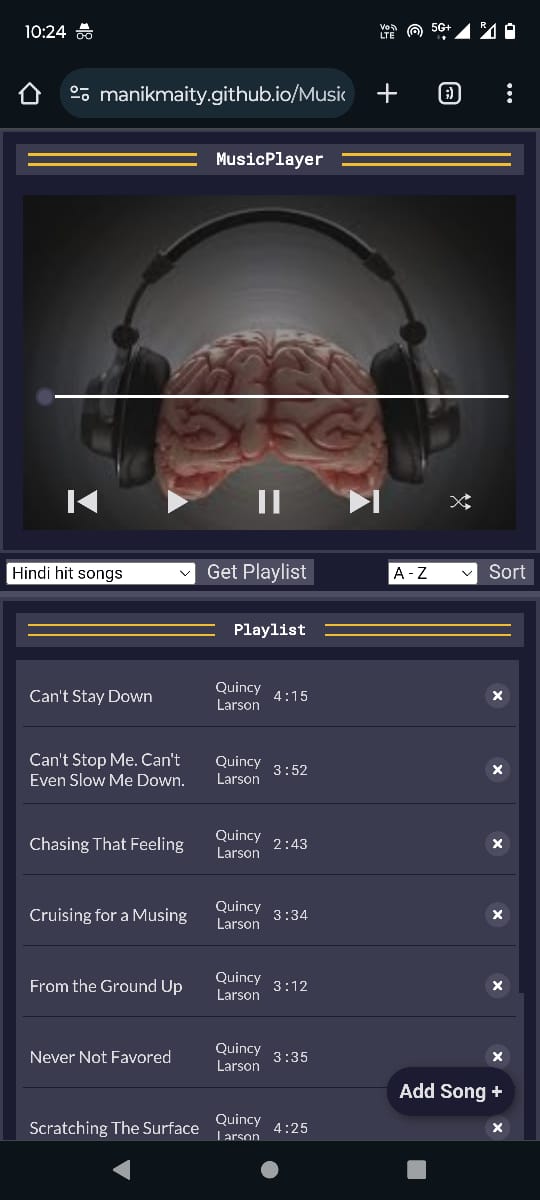 10:24
Vo)) LTE
5G+
R
manikmaity.github.io/Music
:)
MusicPlayer
Hindi hit songs
Get Playlist
A - Z
Sort
Playlist
Can't Stay Down
Quincy
Larson
4:15
Can't Stop Me. Can't
Even Slow Me Down.
Quincy
Larson
3:52
Chasing That Feeling
Quincy
Larson
2:43
Cruising for a Musing
Quincy
Larson
3:34
From the Ground Up
Quincy
Larson
3:12
Never Not Favored
Quincy
Larson
3:35
Add Song +
Scratching The Surface
Quincy
Larson
4:25